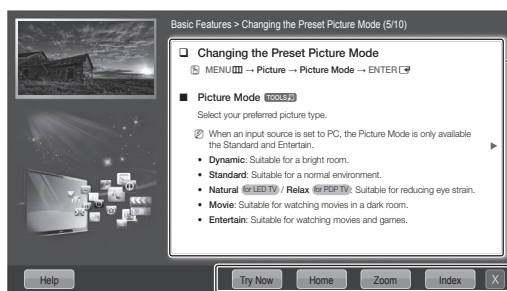 Basic Features > Changing the Preset Picture Mode (5/10)
Changing the Preset Picture Mode
MENU → Picture → Picture Mode → ENTER
Picture Mode TOOLS
Select your preferred picture type.
When an input source is set to PC, the Picture Mode is only available
the Standard and Entertain.
• Dynamic: Suitable for a bright room.
• Standard: Suitable for a normal environment.
• Natural for LED TV / Relax for PDP TV: Suitable for reducing eye strain.
• Movie: Suitable for watching movies in a dark room.
• Entertain: Suitable for watching movies and games.
Help Try Now Home Zoom Index X